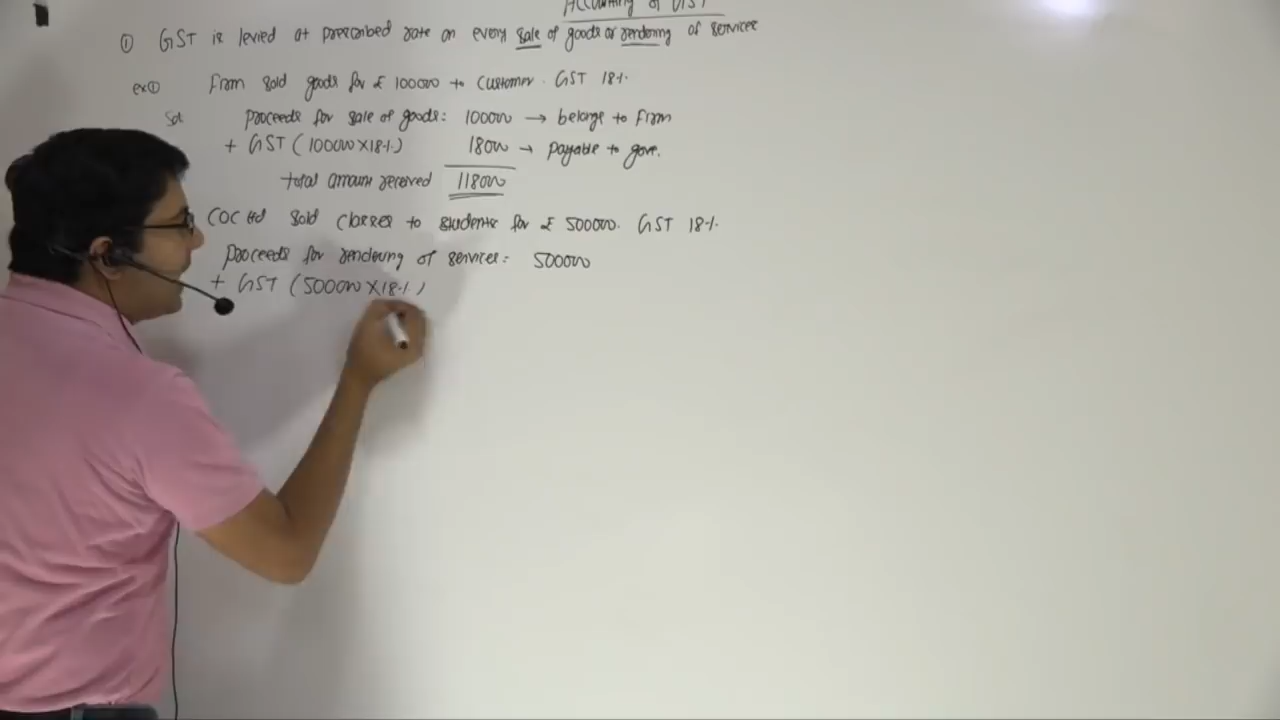 Accounting of GST
① GST is levied at prescribed rate on every sale of goods or rendering of services
ex① From sold goods for ₹ 100000 to customer. GST 18%
Sol Proceeds for sale of goods: 100000 → belongs to firm
+ GST (100000 X 18%) 18000 → payable to gov.
total amount received 118000
COC ltd sold classes to students for ₹ 500000. GST 18%
Proceeds for rendering of services: 500000
+ GST (500000 X 18%)